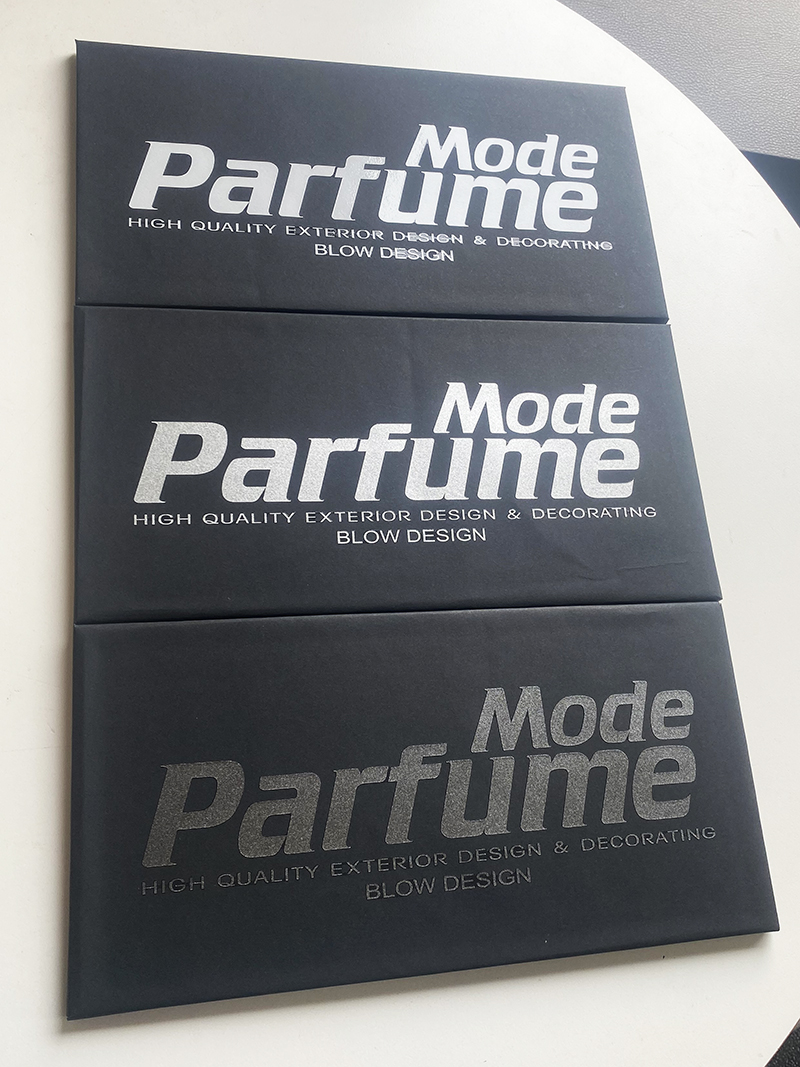 Mode
Parfume
HIGH QUALITY EXTERIOR DESIGN & DECORATING
BLOW DESIGN
Mode
Parfume
HIGH QUALITY EXTERIOR DESIGN & DECORATING
BLOW DESIGN
Mode
Parfume
HIGH QUALITY EXTERIOR DESIGN & DECORATING
BLOW DESIGN